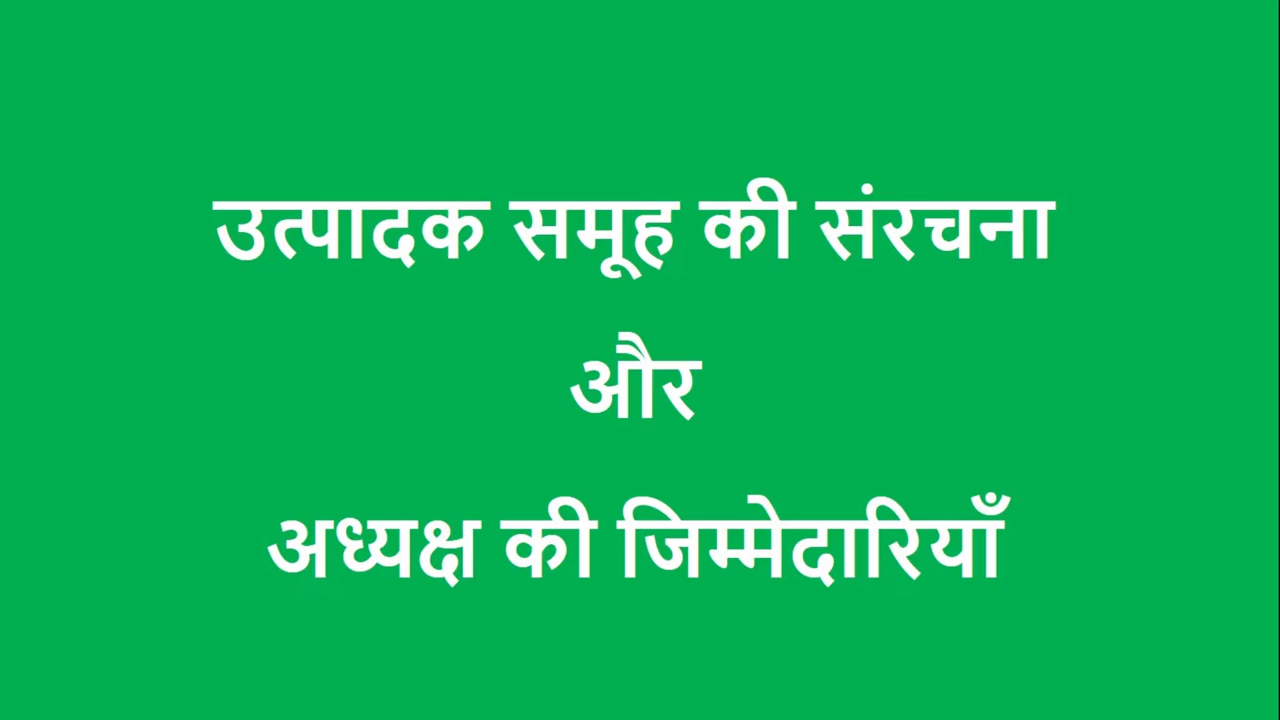 उत्पादक समूह की संरचना
और
अध्यक्ष की जिम्मेदारियाँ